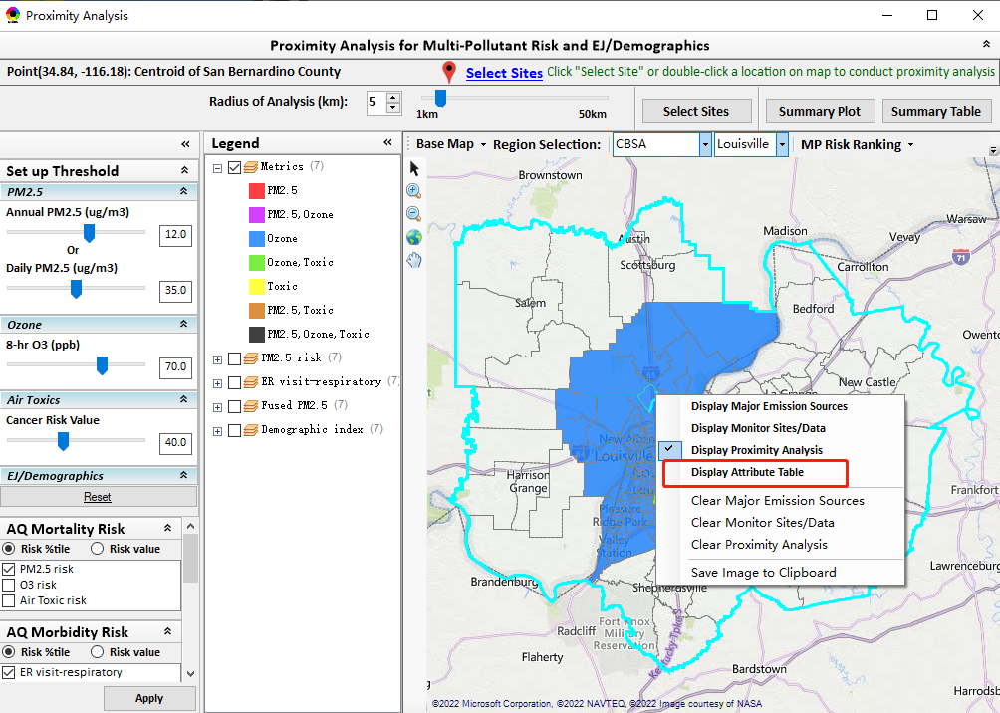 Proximity Analysis
Proximity Analysis for Multi-Pollutant Risk and EJ/Demographics
Point(34.84, -116.18): Centroid of San Bernardino County
Select Sites
Click "Select Site" or double-click a location on map to conduct proximity analysis
Radius of Analysis (km):
5
1km
50km
Select Sites
Summary Plot
Summary Table
Set up Threshold
PM2.5
Annual PM2.5 (ug/m3)
12.0
Or
Daily PM2.5 (ug/m3)
35.0
Ozone
8-hr O3 (ppb)
70.0
Air Toxics
Cancer Risk Value
40.0
EJ/Demographics
Reset
AQ Mortality Risk
Risk %tile
Risk value
PM2.5 risk
O3 risk
Air Toxic risk
AQ Morbidity Risk
Risk %tile
Risk value
ER visit-respiratory
Apply
Legend
Metrics (7)
PM2.5
PM2.5,Ozone
Ozone
Ozone,Toxic
Toxic
PM2.5,Toxic
PM2.5,Ozone,Toxic
PM2.5 risk (7)
ER visit-respiratory (7)
Fused PM2.5 (7)
Demographic index (7)
Base Map
Region Selection:
CBSA
Louisville
MP Risk Ranking
Brownstown
Warsaw
Madison
Vevay
Austin
71
Scottsburg
Carrollton
Salem
Bedford
Owento
New Castle
La Grange
New Alban
Louisville
Harrison
Grange
Pleasure
Ridge Park
Valley
Station
Frankfort
Lawrenceburg
Brandenburg
Shepherdsville
Fort Knox
Military
Reservation
Radcliff
Kentucky Tpke S
Flaherty
Bardstown
Harrods
Display Major Emission Sources
Display Monitor Sites/Data
Display Proximity Analysis
Display Attribute Table
Clear Major Emission Sources
Clear Monitor Sites/Data
Clear Proximity Analysis
Save Image to Clipboard
©2022 Microsoft Corporation, ©2022 NAVTEQ, ©2022 Image courtesy of NASA